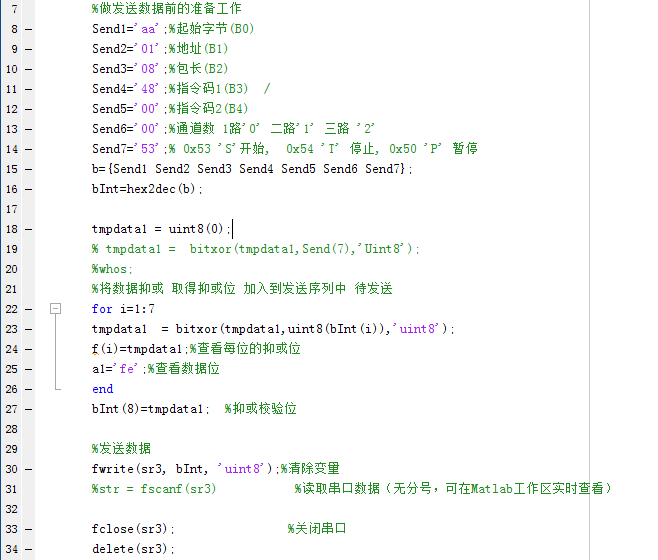 7 %做发送数据前的准备工作
8 - Send1='aa';%起始字节(B0)
9 - Send2='01';%地址(B1)
10 - Send3='08';%包长(B2)
11 - Send4='48';%指令码1(B3) /
12 - Send5='00';%指令码2(B4)
13 - Send6='00';%通道数 1路'0' 二路'1' 三路 '2'
14 - Send7='53';% 0x53 'S'开始, 0x54 'T' 停止, 0x50 'P' 暂停
15 - b={Send1 Send2 Send3 Send4 Send5 Send6 Send7};
16 - bInt=hex2dec(b);
17
18 - tmpdata1 = uint8(0);
19 % tmpdata1 = bitxor(tmpdata1,Send(7),'Uint8');
20 %whos;
21 %将数据抑或 取得抑或位 加入到发送序列中 待发送
22 - for i=1:7
23 - tmpdata1 = bitxor(tmpdata1,uint8(bInt(i)),'uint8');
24 - f(i)=tmpdata1;%查看每位的抑或位
25 - a1='fe';%查看数据位
26 - end
27 - bInt(8)=tmpdata1; %抑或校验位
28
29 %发送数据
30 - fwrite(sr3, bInt, 'uint8');%清除变量
31 %str = fscanf(sr3) %读取串口数据（无分号，可在Matlab工作区实时查看）
32
33 - fclose(sr3); %关闭串口
34 - delete(sr3);